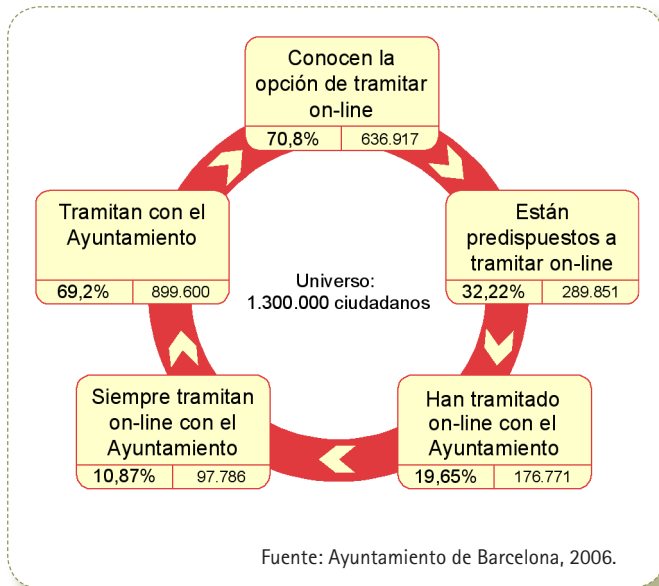 Conocen la
opción de tramitar
on-line
70,8% 636.917
Tramitan con el
Ayuntamiento
69,2% 899.600
Están
predispuestos a
tramitar on-line
32,22% 289.851
Universo:
1.300.000 ciudadanos
Siempre tramitan
on-line con el
Ayuntamiento
10,87% 97.786
Han tramitado
on-line con el
Ayuntamiento
19,65% 176.771
Fuente: Ayuntamiento de Barcelona, 2006.